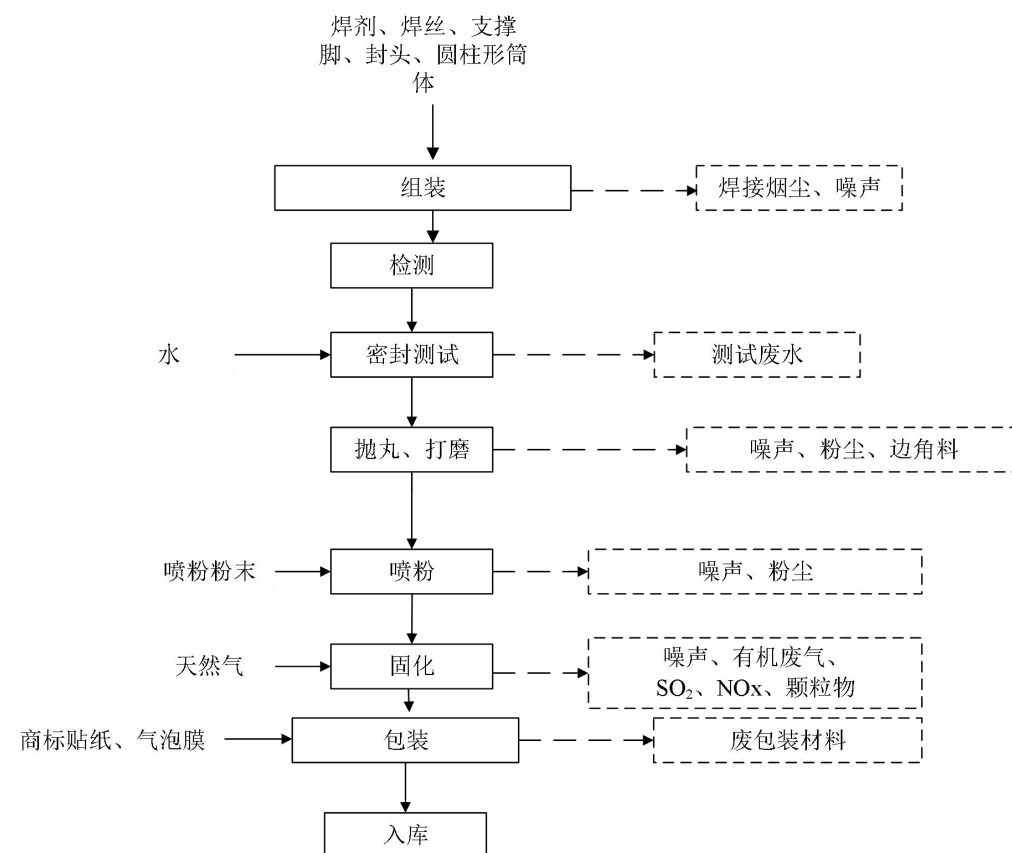 焊剂、焊丝、支撑
脚、封头、圆柱形筒
体
组装
焊接烟尘、噪声
检测
水
密封测试
测试废水
抛丸、打磨
噪声、粉尘、边角料
喷粉粉末
喷粉
噪声、粉尘
天然气
固化
噪声、有机废气、
SO₂、NOx、颗粒物
商标贴纸、气泡膜
包装
废包装材料
入库